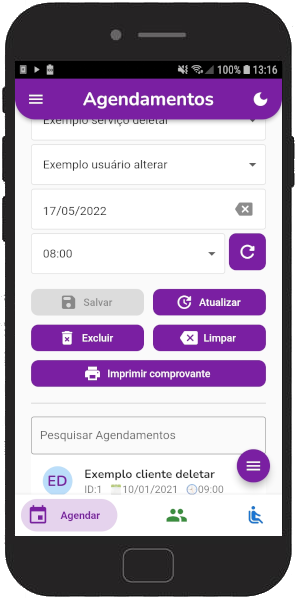 100% 13:16
Agendamentos
Exemplo serviço deletar
Exemplo usuário alterar
17/05/2022
08:00
Salvar Atualizar
Excluir Limpar
Imprimir comprovante
Pesquisar Agendamentos
ED Exemplo cliente deletar
ID:1 10/01/2021 09:00
Agendar